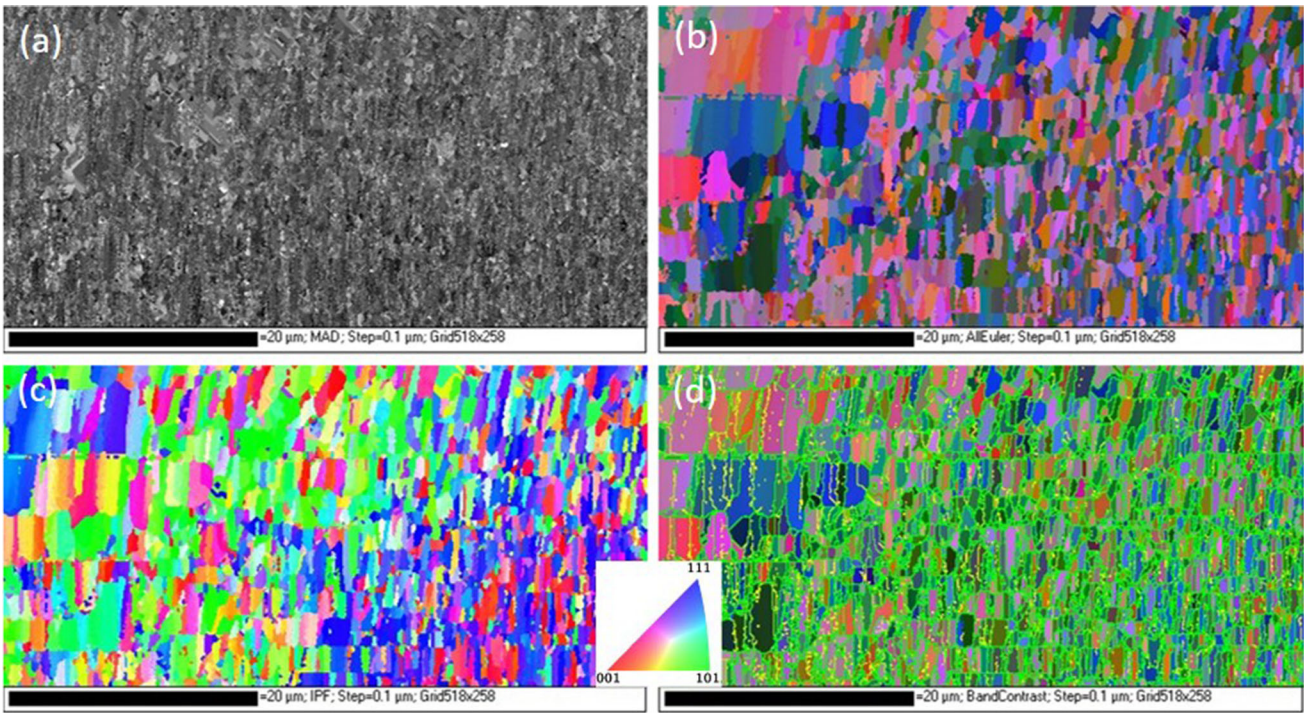 (a)
(b)
=20 μm; MAD; Step=0.1 μm; Grid518x258
=20 μm; AllEuler; Step=0.1 μm; Grid518x258
(c)
(d)
111
001
101
=20 μm; IPF; Step=0.1 μm; Grid518x258
=20 μm; BandContrast; Step=0.1 μm; Grid518x258